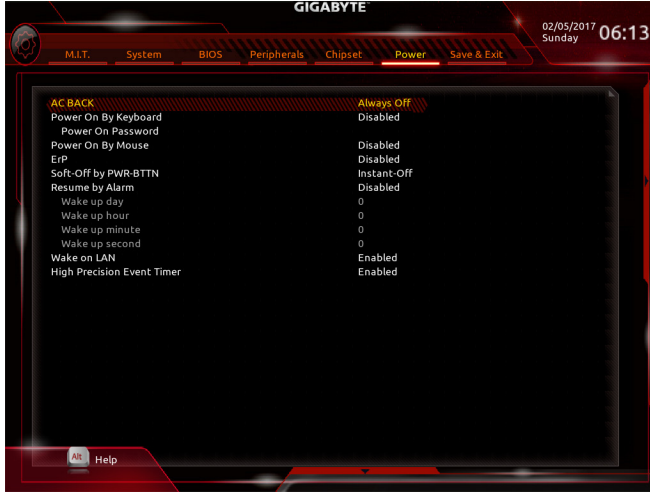 GIGABYTE™
02/05/2017 Sunday 06:13
M.I.T. System BIOS Peripherals Chipset Power Save & Exit
AC BACK Always Off
Power On By Keyboard Disabled
Power On Password
Power On By Mouse Disabled
ErP Disabled
Soft-Off by PWR-BTTN Instant-Off
Resume by Alarm Disabled
Wake up day 0
Wake up hour 0
Wake up minute 0
Wake up second 0
Wake on LAN Enabled
High Precision Event Timer Enabled
Alt Help